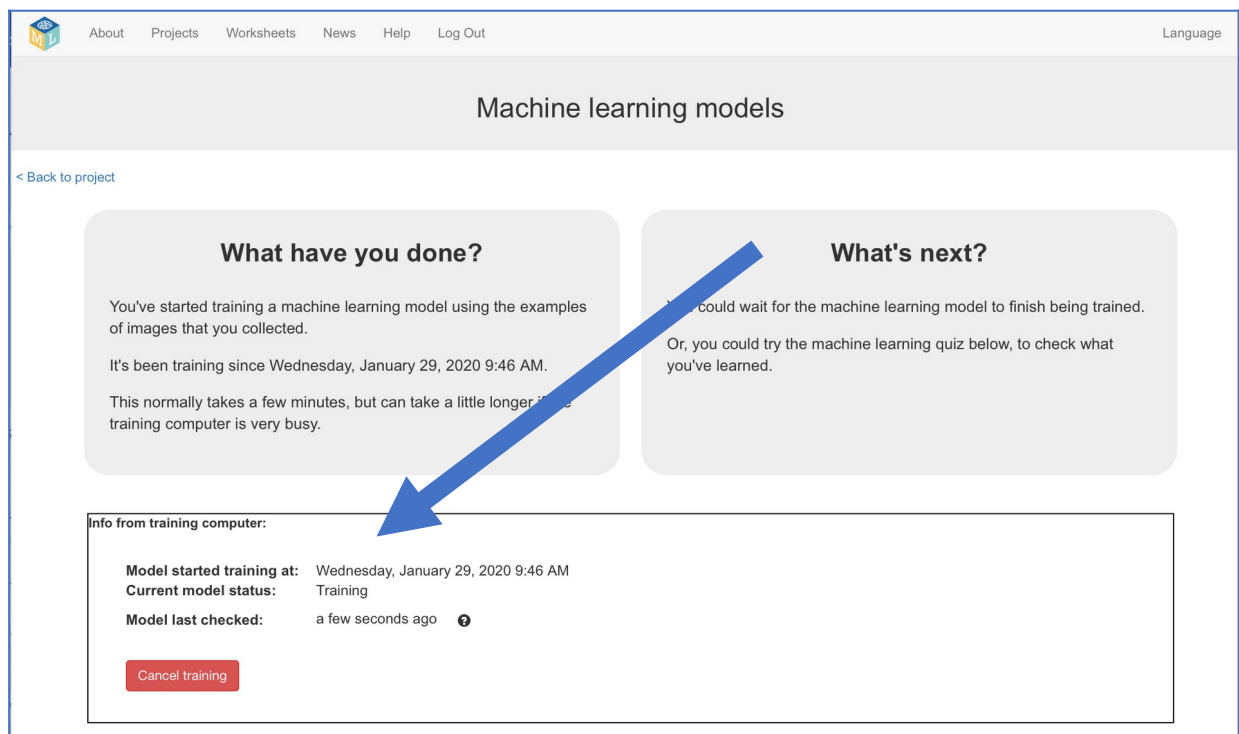 M L
About Projects Worksheets News Help Log Out Language
Machine learning models
< Back to project
What have you done?
You've started training a machine learning model using the examples
of images that you collected.
It's been training since Wednesday, January 29, 2020 9:46 AM.
This normally takes a few minutes, but can take a little longer
training computer is very busy.
What's next?
could wait for the machine learning model to finish being trained.
Or, you could try the machine learning quiz below, to check what
you've learned.
Info from training computer:
Model started training at: Wednesday, January 29, 2020 9:46 AM
Current model status: Training
Model last checked: a few seconds ago ?
Cancel training